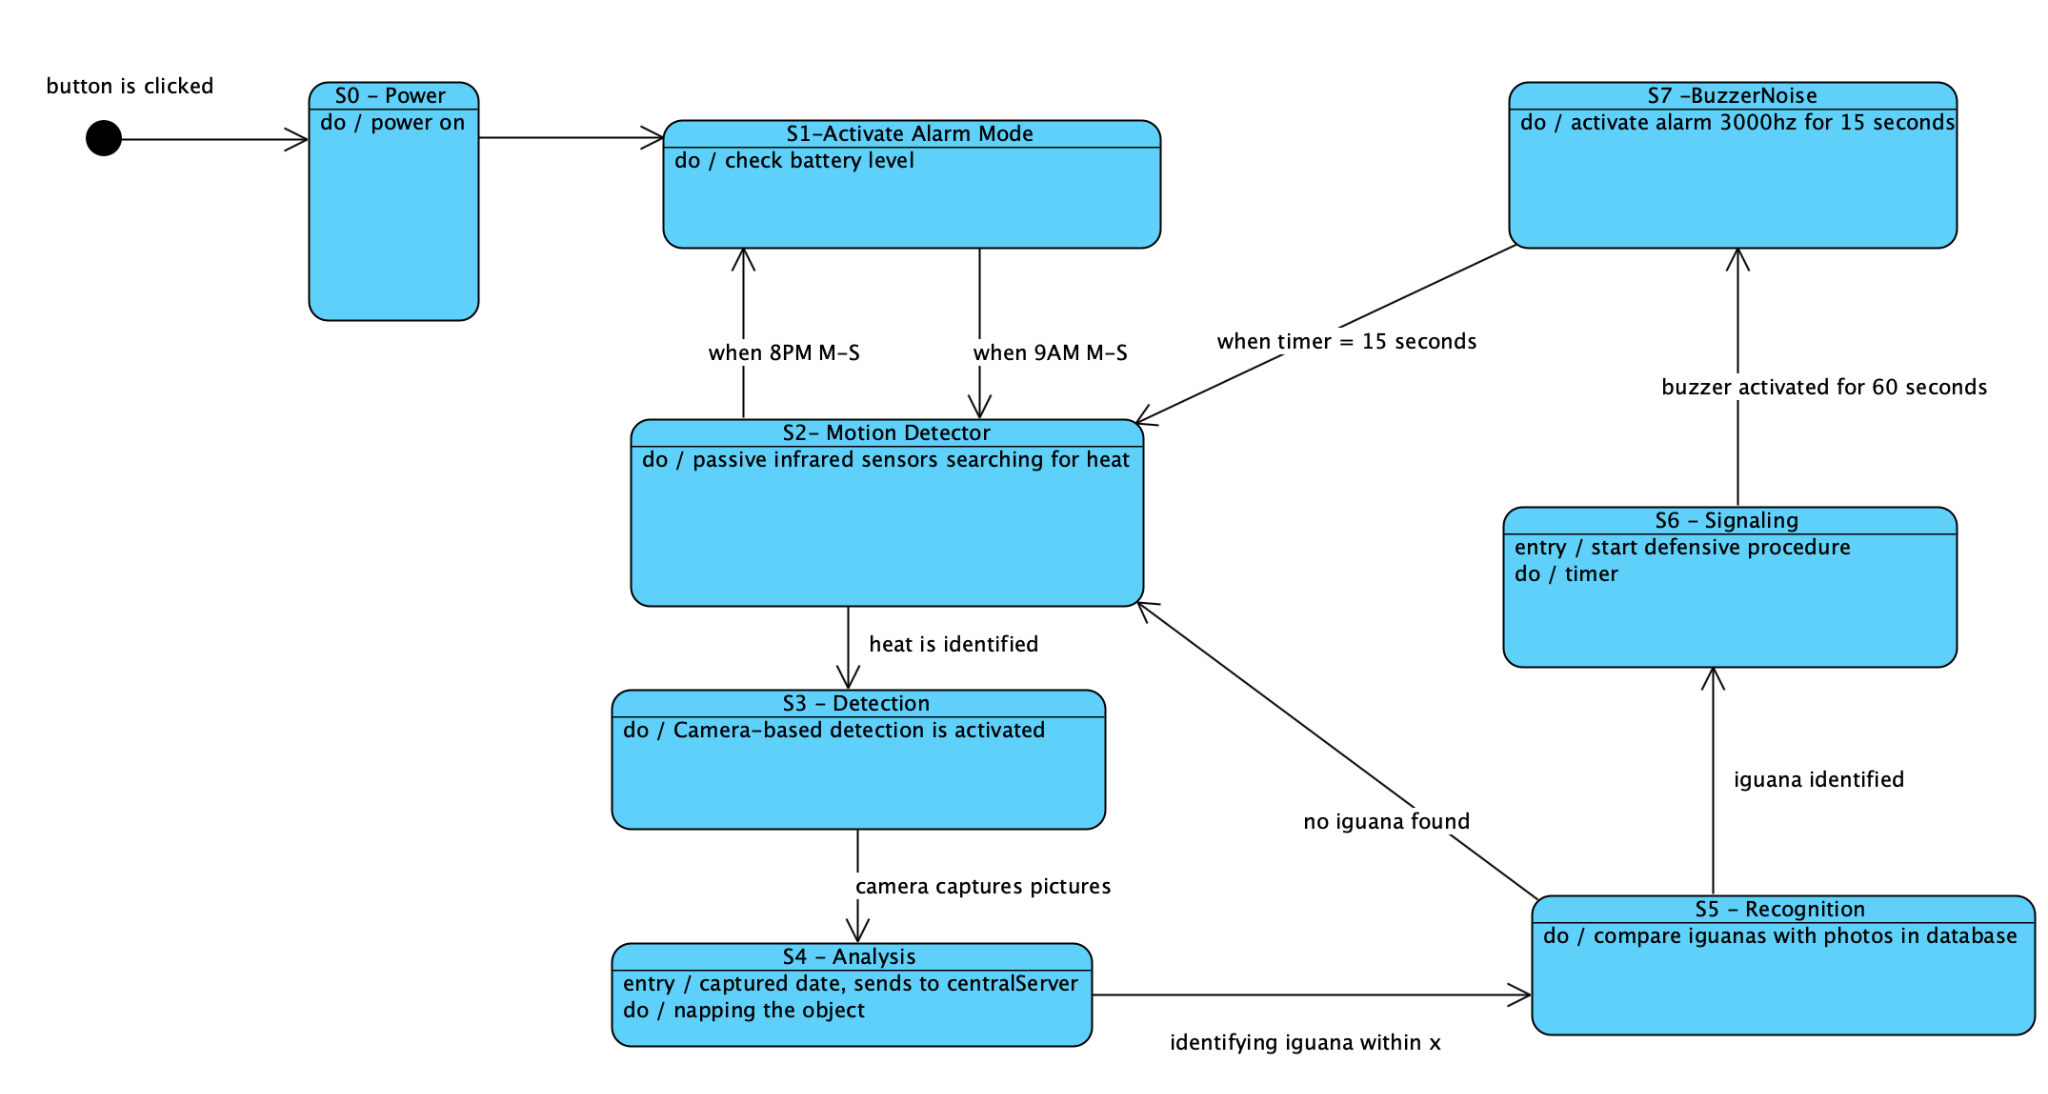 button is clicked
S0 - Power
do / power on
S1-Activate Alarm Mode
do / check battery level
S7 -BuzzerNoise
do / activate alarm 3000hz for 15 seconds
when 8PM M-S
when 9AM M-S
when timer = 15 seconds
buzzer activated for 60 seconds
S2- Motion Detector
do / passive infrared sensors searching for heat
S6 - Signaling
entry / start defensive procedure
do / timer
heat is identified
S3 - Detection
do / Camera-based detection is activated
iguana identified
no iguana found
camera captures pictures
S5 - Recognition
do / compare iguanas with photos in database
S4 - Analysis
entry / captured date, sends to centralServer
do / napping the object
identifying iguana within x